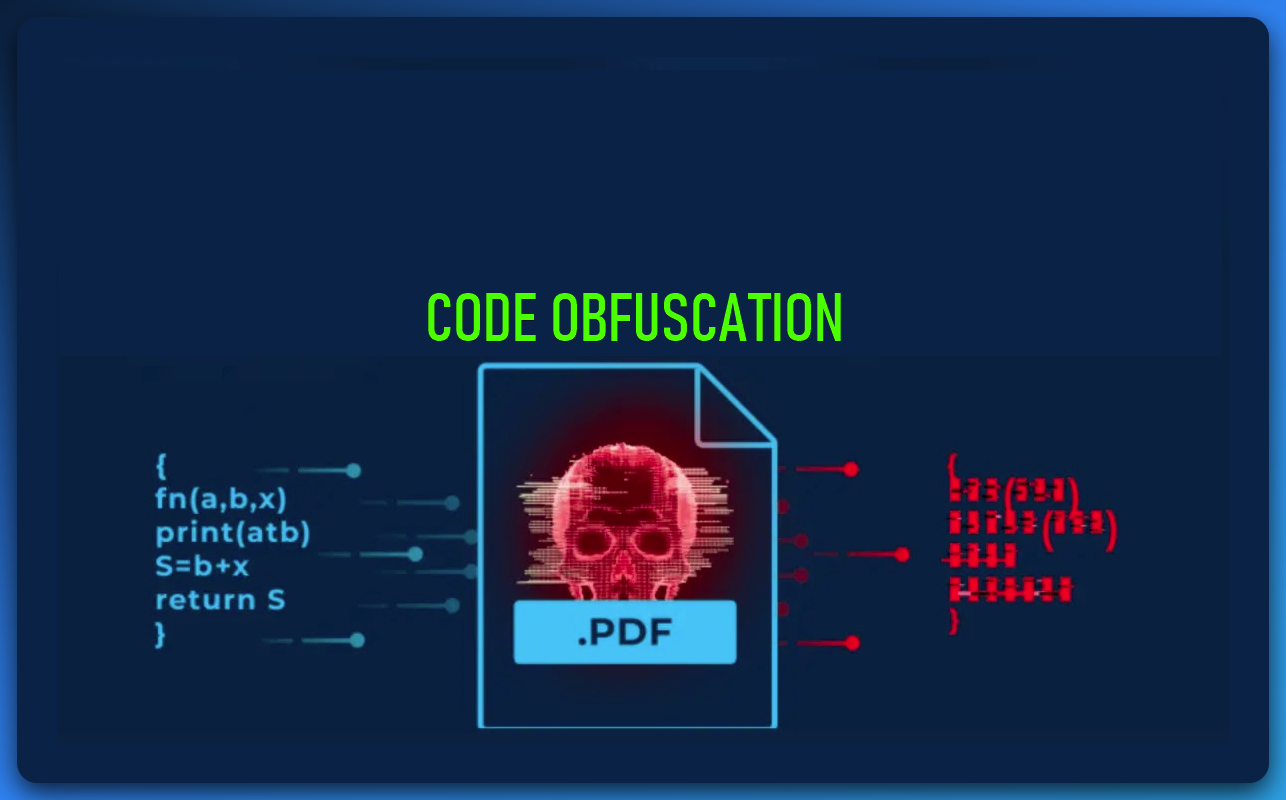 CODE OBFUSCATION
{
fn(a,b,x)
print(atb)
S=b+x
return S
}
.PDF
{
}